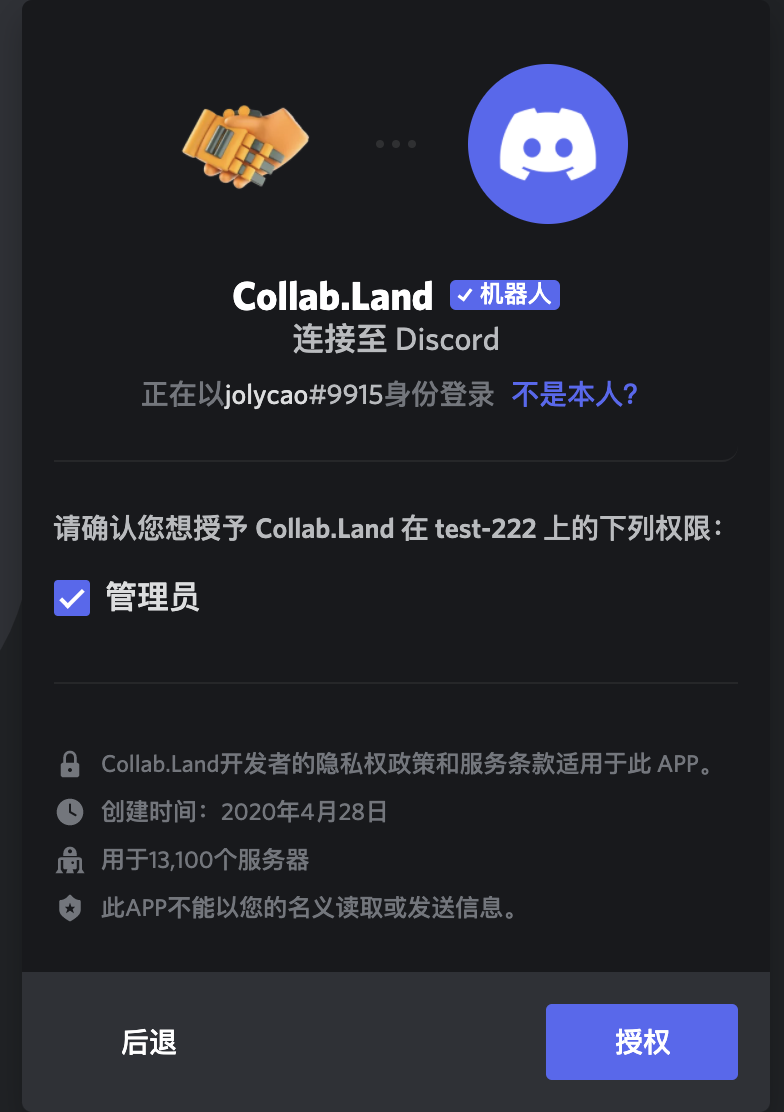 Collab.Land 机器人
连接至 Discord
正在以jolycao#9915身份登录 不是本人?
请确认您想授予 Collab.Land 在 test-222 上的下列权限：
管理员
Collab.Land开发者的隐私权政策和服务条款适用于此 APP。
创建时间：2020年4月28日
用于13,100个服务器
此APP不能以您的名义读取或发送信息。
后退 授权